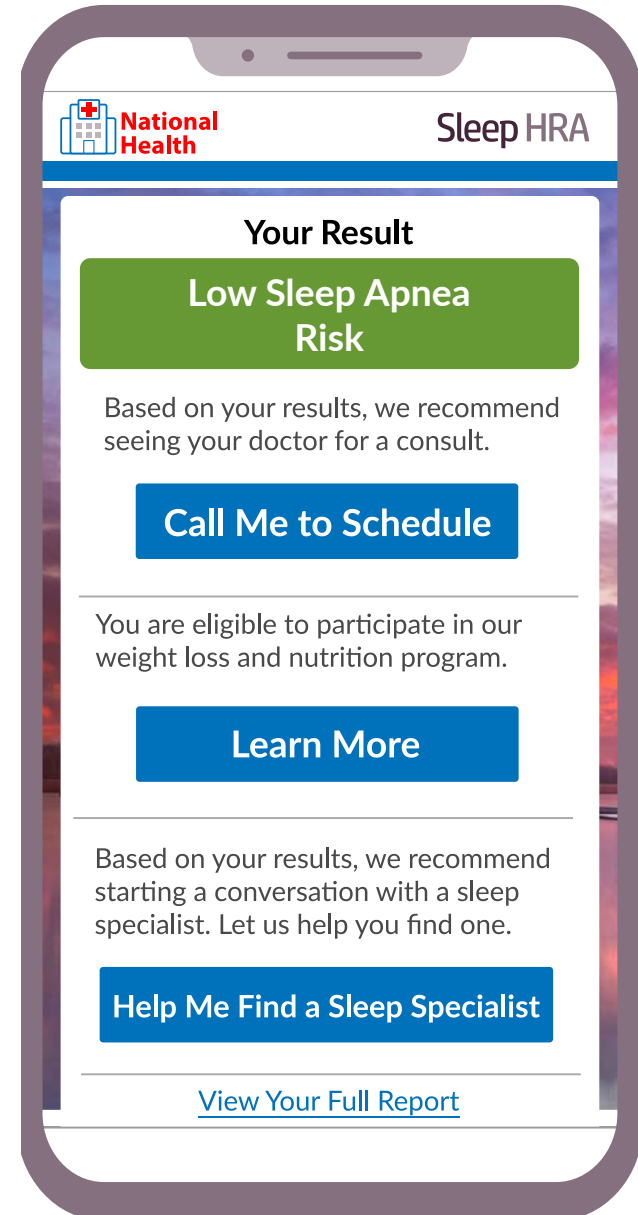 National
Health
Sleep HRA
Your Result
Low Sleep Apnea
Risk
Based on your results, we recommend
seeing your doctor for a consult.
Call Me to Schedule
You are eligible to participate in our
weight loss and nutrition program.
Learn More
Based on your results, we recommend
starting a conversation with a sleep
specialist. Let us help you find one.
Help Me Find a Sleep Specialist
View Your Full Report